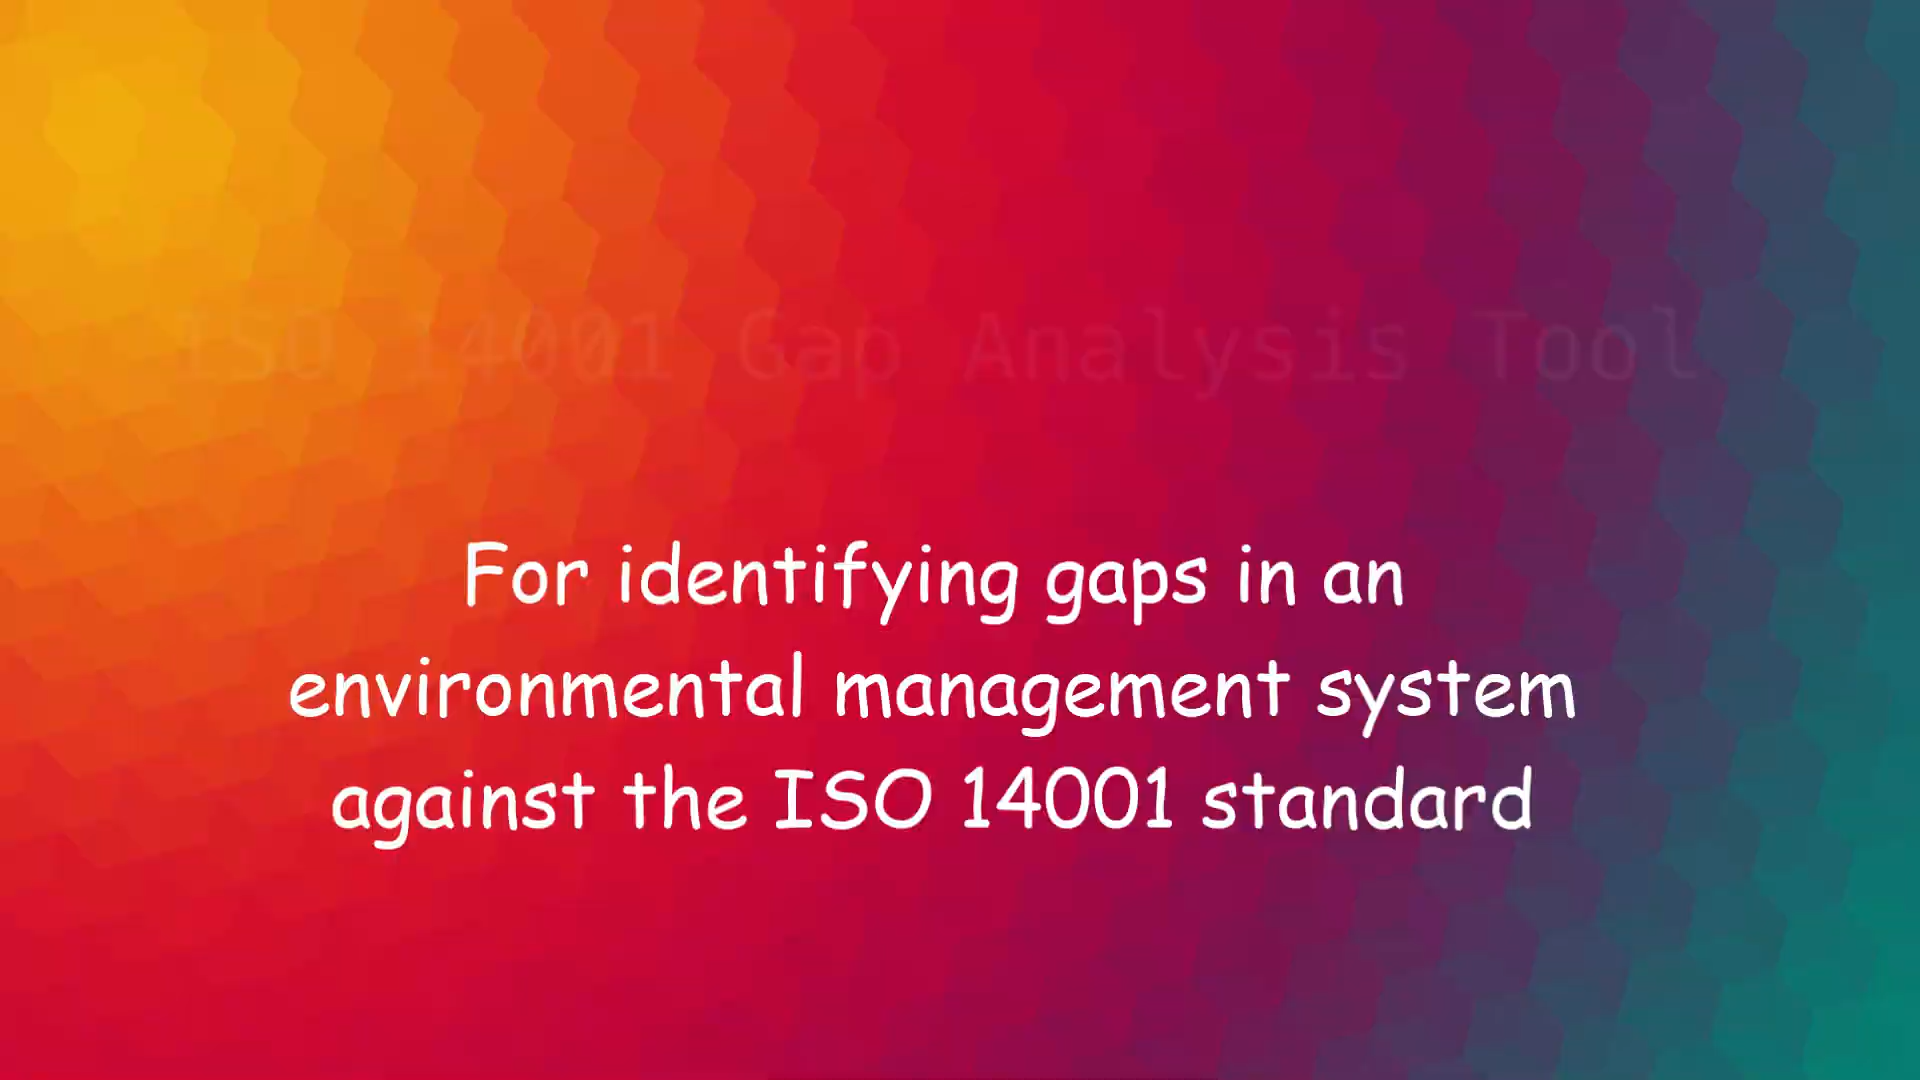 ISO 14001 Gap Analysis Tool
For identifying gaps in an
environmental management system
against the ISO 14001 standard